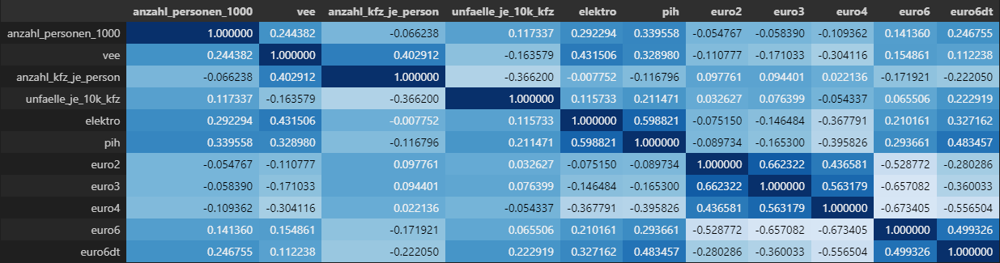 anzahl_personen_1000 vee anzahl_kfz_je_person unfaelle_je_10k_kfz elektro pih euro2 euro3 euro4 euro6 euro6dt
anzahl_personen_1000 1.000000 0.244382 -0.066238 0.117337 0.292294 0.339558 -0.054767 -0.058390 -0.109362 0.141360 0.246755
vee 0.244382 1.000000 0.402912 -0.163579 0.431506 0.328980 -0.110777 -0.171033 -0.304116 0.154861 0.112238
anzahl_kfz_je_person -0.066238 0.402912 1.000000 -0.366200 -0.007752 -0.116796 0.097761 0.094401 0.022136 -0.171921 -0.222050
unfaelle_je_10k_kfz 0.117337 -0.163579 -0.366200 1.000000 0.115733 0.211471 0.032627 0.076399 -0.054337 0.065506 0.222919
elektro 0.292294 0.431506 -0.007752 0.115733 1.000000 0.598821 -0.075150 -0.146484 -0.367791 0.210161 0.327162
pih 0.339558 0.328980 -0.116796 0.211471 0.598821 1.000000 -0.089734 -0.165300 -0.395826 0.293661 0.483457
euro2 -0.054767 -0.110777 0.097761 0.032627 -0.075150 -0.089734 1.000000 0.662322 0.436581 -0.528772 -0.280286
euro3 -0.058390 -0.171033 0.094401 0.076399 -0.146484 -0.165300 0.662322 1.000000 0.563179 -0.657082 -0.360033
euro4 -0.109362 -0.304116 0.022136 -0.054337 -0.367791 -0.395826 0.436581 0.563179 1.000000 -0.673405 -0.556504
euro6 0.141360 0.154861 -0.171921 0.065506 0.210161 0.293661 -0.528772 -0.657082 -0.673405 1.000000 0.499326
euro6dt 0.246755 0.112238 -0.222050 0.222919 0.327162 0.483457 -0.280286 -0.360033 -0.556504 0.499326 1.000000